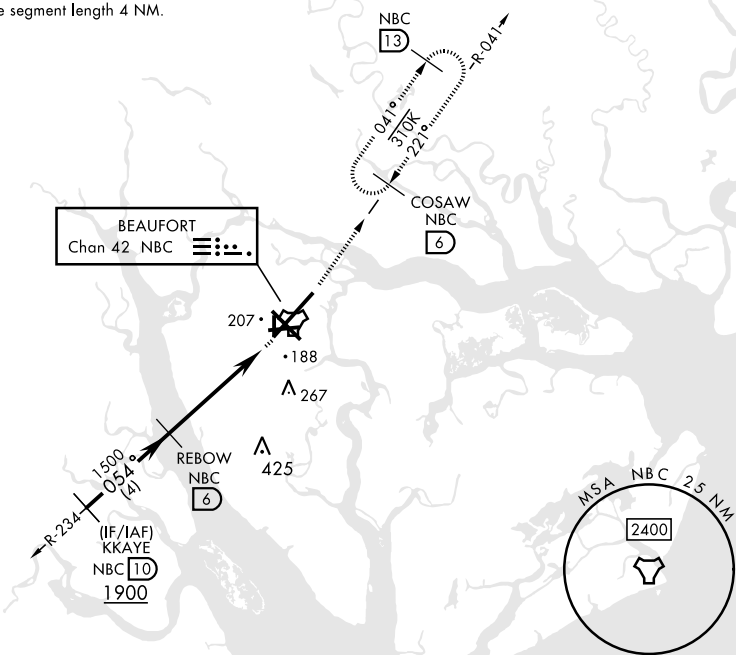 e segment length 4 NM.
NBC
13
R-041
041°
310K
221°
COSAW
NBC
6
BEAUFORT
Chan 42 NBC
207
188
267
425
REBOW
NBC
6
1500
054°
(4)
R-234
(IF/IAF)
KKAYE
NBC 10
1900
MSA NBC 25 NM
2400